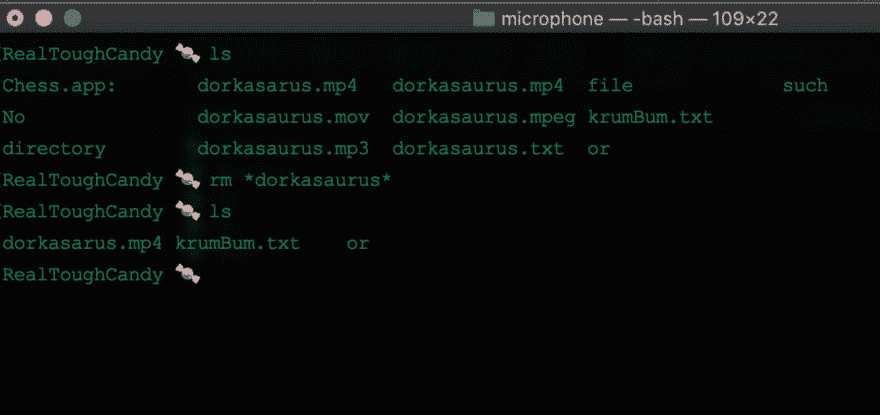 microphone — -bash — 109×22
RealToughCandy 🍬 ls
Chess.app: dorkasarus.mp4 dorkasaurus.mp4 file such
No dorkasaurus.mov dorkasaurus.mpeg krumBum.txt
directory dorkasaurus.mp3 dorkasaurus.txt or
RealToughCandy 🍬 rm *dorkasaurus*
RealToughCandy 🍬 ls
dorkasarus.mp4 krumBum.txt or
RealToughCandy 🍬